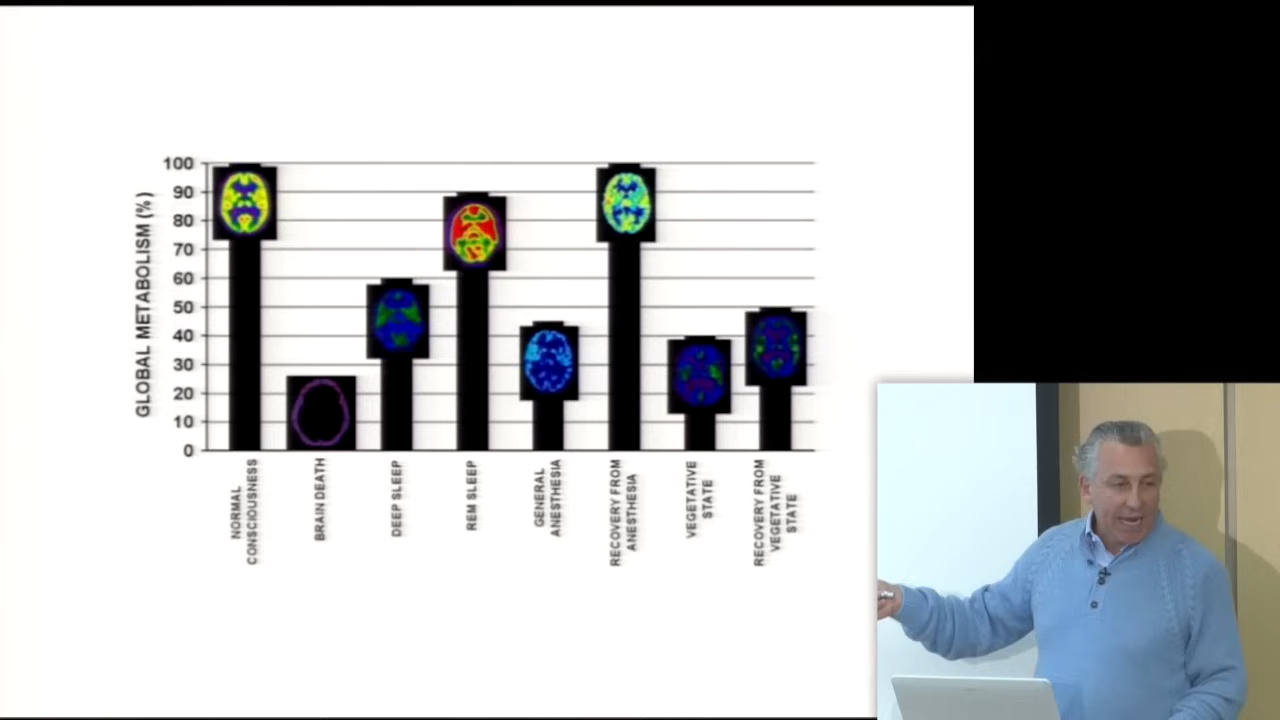 100
90
80
70
60
50
40
30
20
10
0
GLOBAL METABOLISM (%)
NORMAL
CONSCIOUSNESS
BRAIN DEATH
DEEP SLEEP
REM SLEEP
GENERAL
ANESTHESIA
RECOVERY FROM
ANESTHESIA
VEGETATIVE
STATE
RECOVERY FROM
VEGETATIVE
STATE